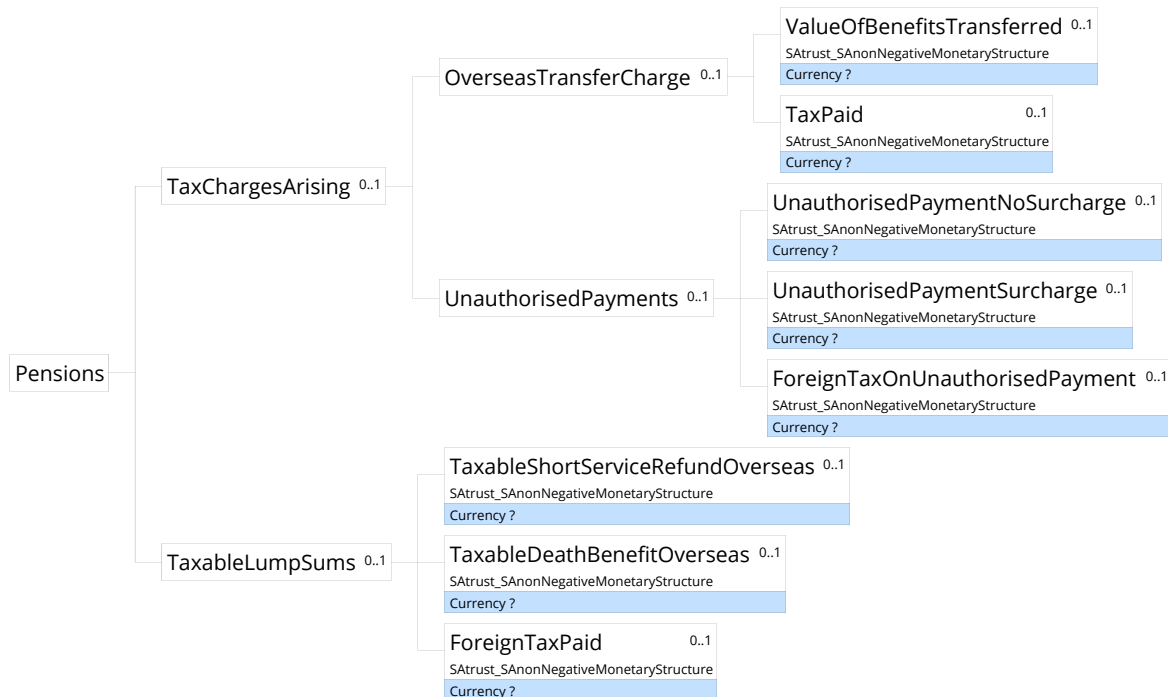 ValueOfBenefitsTransferred 0..1
SAtrust_SAnonNegativeMonetaryStructure
Currency ?
OverseasTransferCharge 0..1
TaxPaid 0..1
SAtrust_SAnonNegativeMonetaryStructure
Currency ?
TaxChargesArising 0..1
UnauthorisedPaymentNoSurcharge 0..1
SAtrust_SAnonNegativeMonetaryStructure
Currency ?
UnauthorisedPayments 0..1
UnauthorisedPaymentSurcharge 0..1
SAtrust_SAnonNegativeMonetaryStructure
Currency ?
ForeignTaxOnUnauthorisedPayment 0..1
SAtrust_SAnonNegativeMonetaryStructure
Currency ?
Pensions
TaxableShortServiceRefundOverseas 0..1
SAtrust_SAnonNegativeMonetaryStructure
Currency ?
TaxableLumpSums 0..1
TaxableDeathBenefitOverseas 0..1
SAtrust_SAnonNegativeMonetaryStructure
Currency ?
ForeignTaxPaid 0..1
SAtrust_SAnonNegativeMonetaryStructure
Currency ?